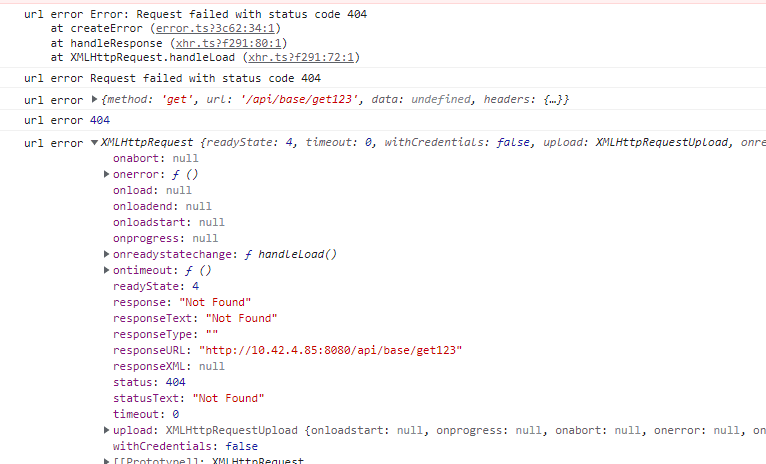 url error Error: Request failed with status code 404
at createError (error.ts?3c62:34:1)
at handleResponse (xhr.ts?f291:80:1)
at XMLHttpRequest.handleLoad (xhr.ts?f291:72:1)
url error Request failed with status code 404
url error ▶{method: 'get', url: '/api/base/get123', data: undefined, headers: {…}}
url error 404
url error ▼XMLHttpRequest {readyState: 4, timeout: 0, withCredentials: false, upload: XMLHttpRequestUpload, onre
onabort: null
▶onerror: ƒ ()
onload: null
onloadend: null
onloadstart: null
onprogress: null
▶onreadystatechange: ƒ handleLoad()
▶ontimeout: ƒ ()
readyState: 4
response: "Not Found"
responseText: "Not Found"
responseType: ""
responseURL: "http://10.42.4.85:8080/api/base/get123"
responseXML: null
status: 404
statusText: "Not Found"
timeout: 0
▶upload: XMLHttpRequestUpload {onloadstart: null, onprogress: null, onabort: null, onerror: null, on
withCredentials: false
▶[[Prototype]]: XMLHttpRequest